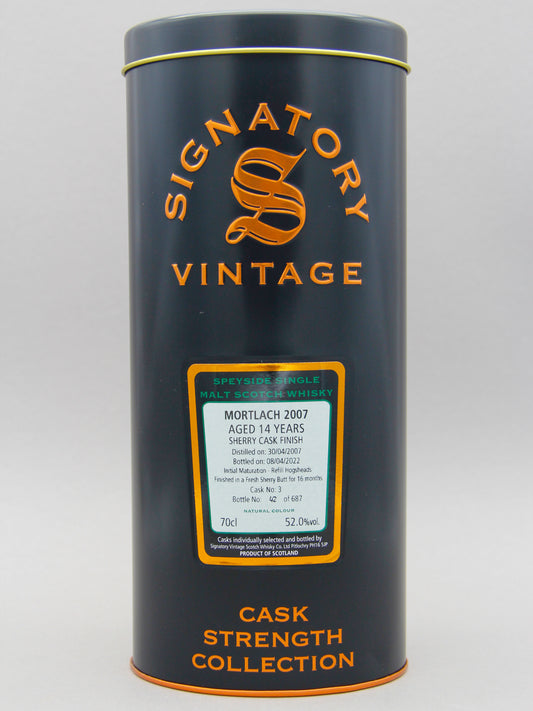 SIGNATORY
S
VINTAGE
SPEYSIDE SINGLE
MALT SCOTCH WHISKY
MORTLACH 2007
AGED 14 YEARS
SHERRY CASK FINISH
Distilled on: 30/04/2007
Bottled on: 08/04/2022
Initial Maturation - Refill Hogsheads
Finished in a Fresh Sherry Butt for 16 months
Cask No: 3
Bottle No: 42 of 687
NATURAL COLOUR
70cl 52.0%vol.
Casks individually selected and bottled by
Signatory Vintage Scotch Whisky Co. Ltd Pitlochry PH16 5JP
PRODUCT OF SCOTLAND
CASK
STRENGTH
COLLECTION